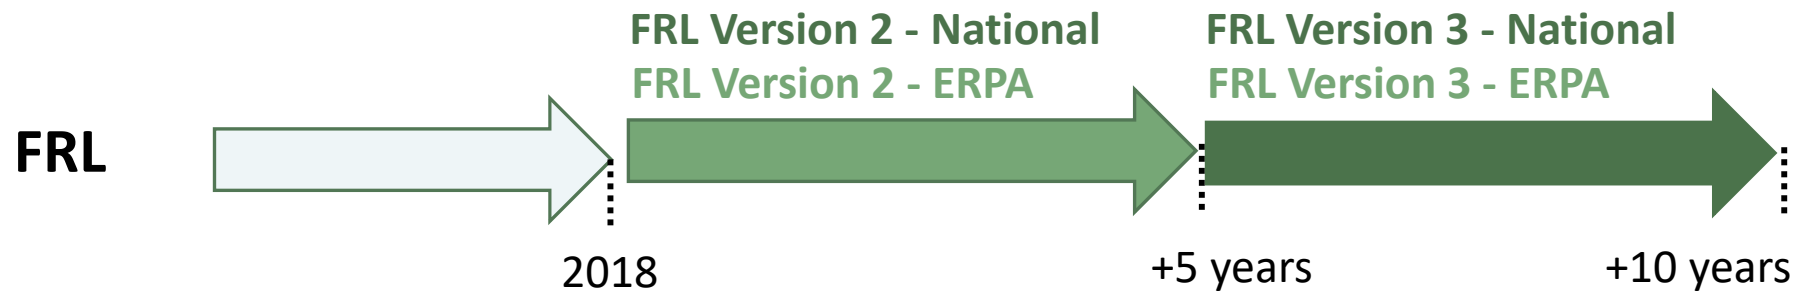 FRL Version 2 - National
FRL Version 2 - ERPA
FRL Version 3 - National
FRL Version 3 - ERPA
FRL
2018
+5 years
+10 years